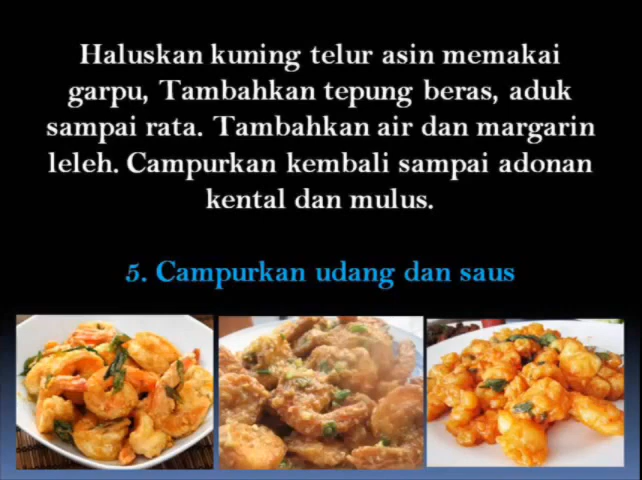 Haluskan kuning telur asin memakai
garpu, Tambahkan tepung beras, aduk
sampai rata. Tambahkan air dan margarin
leleh. Campurkan kembali sampai adonan
kental dan mulus.
5. Campurkan udang dan saus